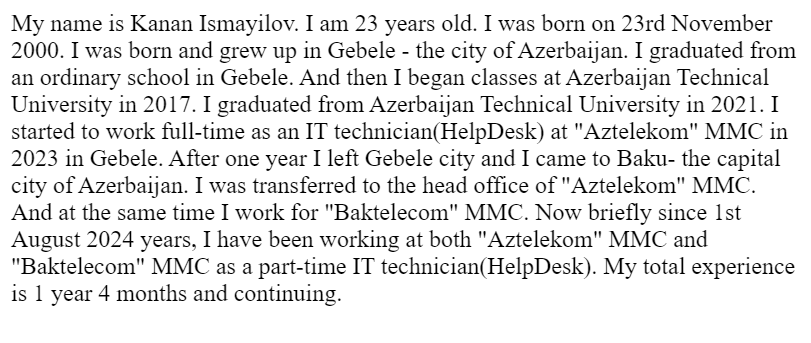 My name is Kanan Ismayilov. I am 23 years old. I was born on 23rd November
2000. I was born and grew up in Gebele - the city of Azerbaijan. I graduated from
an ordinary school in Gebele. And then I began classes at Azerbaijan Technical
University in 2017. I graduated from Azerbaijan Technical University in 2021. I
started to work full-time as an IT technician(HelpDesk) at "Aztelekom" MMC in
2023 in Gebele. After one year I left Gebele city and I came to Baku- the capital
city of Azerbaijan. I was transferred to the head office of "Aztelekom" MMC.
And at the same time I work for "Baktelecom" MMC. Now briefly since 1st
August 2024 years, I have been working at both "Aztelekom" MMC and
"Baktelecom" MMC as a part-time IT technician(HelpDesk). My total experience
is 1 year 4 months and continuing.